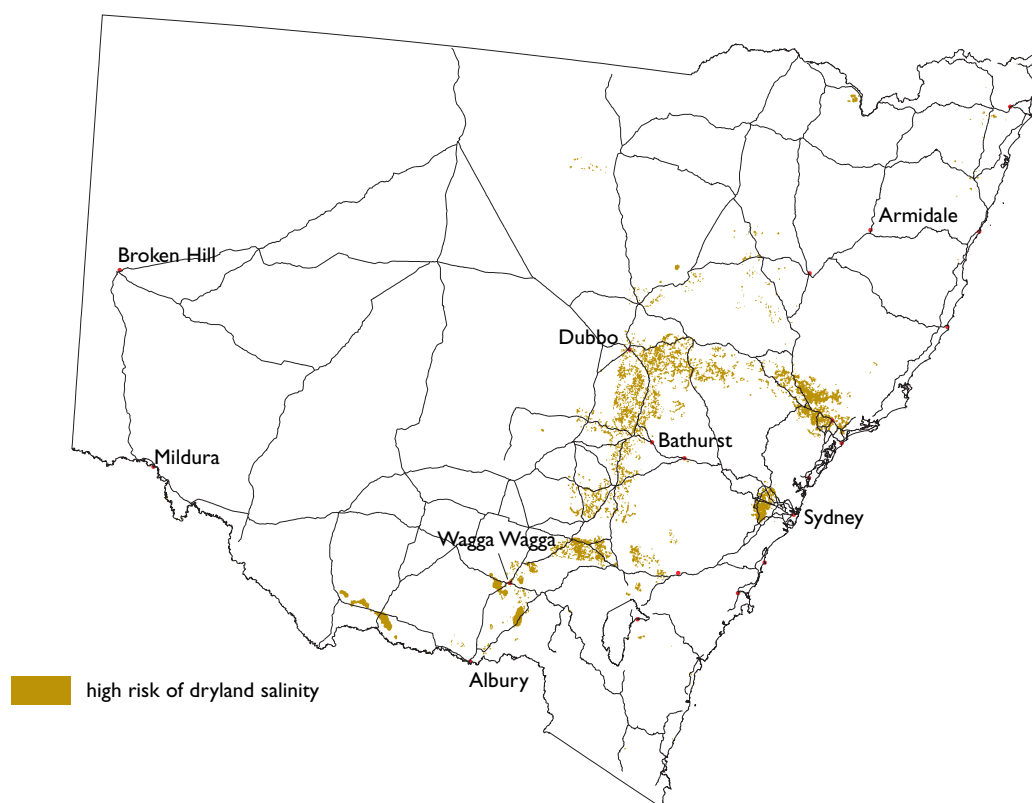 Armidale
Broken Hill
Dubbo
Bathurst
Mildura
Sydney
Wagga Wagga
Albury
high risk of dryland salinity